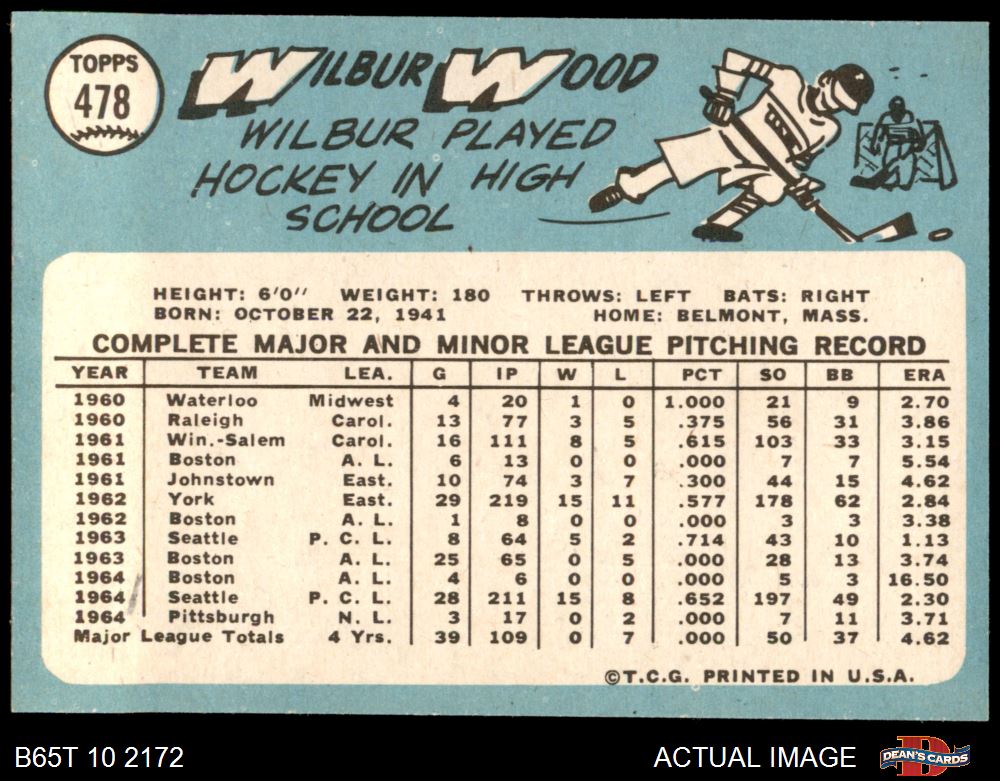 TOPPS
478
WILBUR WOOD
WILBUR PLAYED
HOCKEY IN HIGH
SCHOOL
HEIGHT: 6'0" WEIGHT: 180 THROWS: LEFT BATS: RIGHT
BORN: OCTOBER 22, 1941 HOME: BELMONT, MASS.
COMPLETE MAJOR AND MINOR LEAGUE PITCHING RECORD
YEAR TEAM LEA. G IP W L PCT SO BB ERA
1960 Waterloo Midwest 4 20 1 0 1.000 21 9 2.70
1960 Raleigh Carol. 13 77 3 5 .375 56 31 3.86
1961 Win.-Salem Carol. 16 111 8 5 .615 103 33 3.15
1961 Boston A. L. 6 13 0 0 .000 7 7 5.54
1961 Johnstown East. 10 74 3 7 .300 44 15 4.62
1962 York East. 29 219 15 11 .577 178 62 2.84
1962 Boston A. L. 1 8 0 0 .000 3 3 3.38
1963 Seattle P. C. L. 8 64 5 2 .714 43 10 1.13
1963 Boston A. L. 25 65 0 5 .000 28 13 3.74
1964 Boston A. L. 4 6 0 0 .000 5 3 16.50
1964 Seattle P. C. L. 28 211 15 8 .652 197 49 2.30
1964 Pittsburgh N. L. 3 17 0 2 .000 7 11 3.71
Major League Totals 4 Yrs. 39 109 0 7 .000 50 37 4.62
©T.C.G. PRINTED IN U.S.A.
B65T 10 2172 ACTUAL IMAGE D DEAN'S CARDS